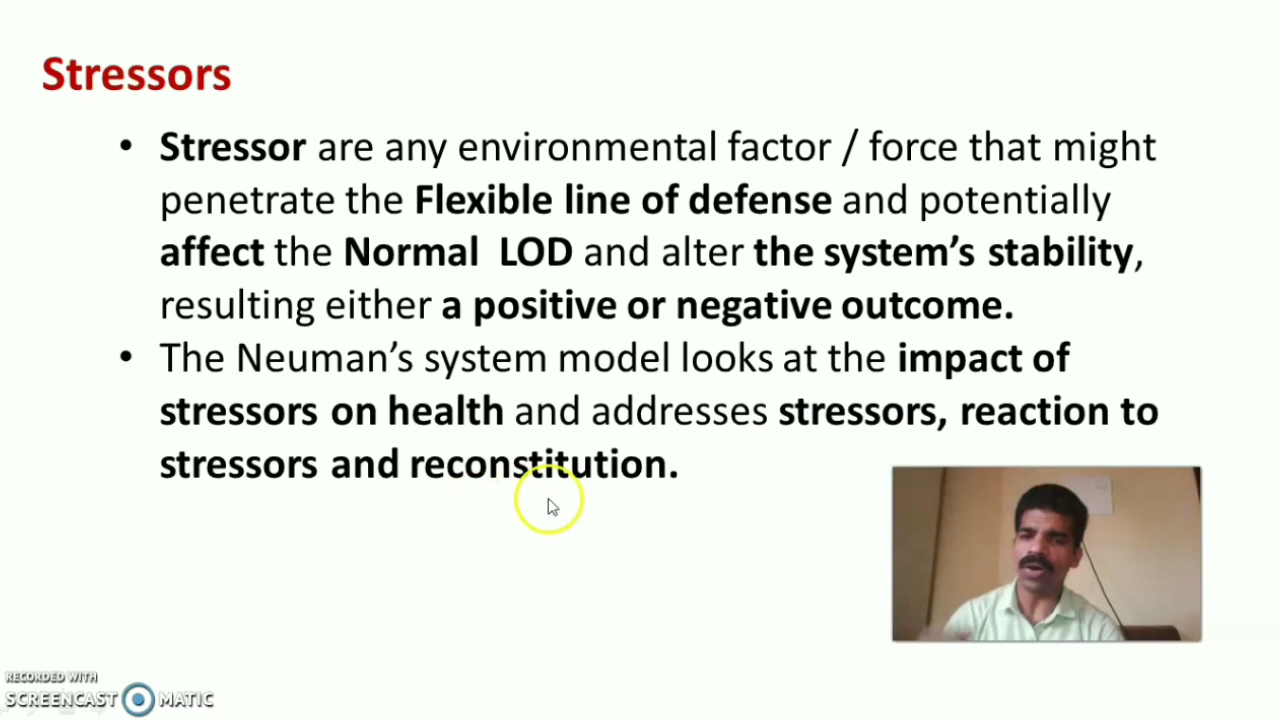 Stressors
• Stressor are any environmental factor / force that might
penetrate the Flexible line of defense and potentially
affect the Normal LOD and alter the system’s stability,
resulting either a positive or negative outcome.
• The Neuman’s system model looks at the impact of
stressors on health and addresses stressors, reaction to
stressors and reconstitution.
RECORDED WITH
SCREENCAST MATIC